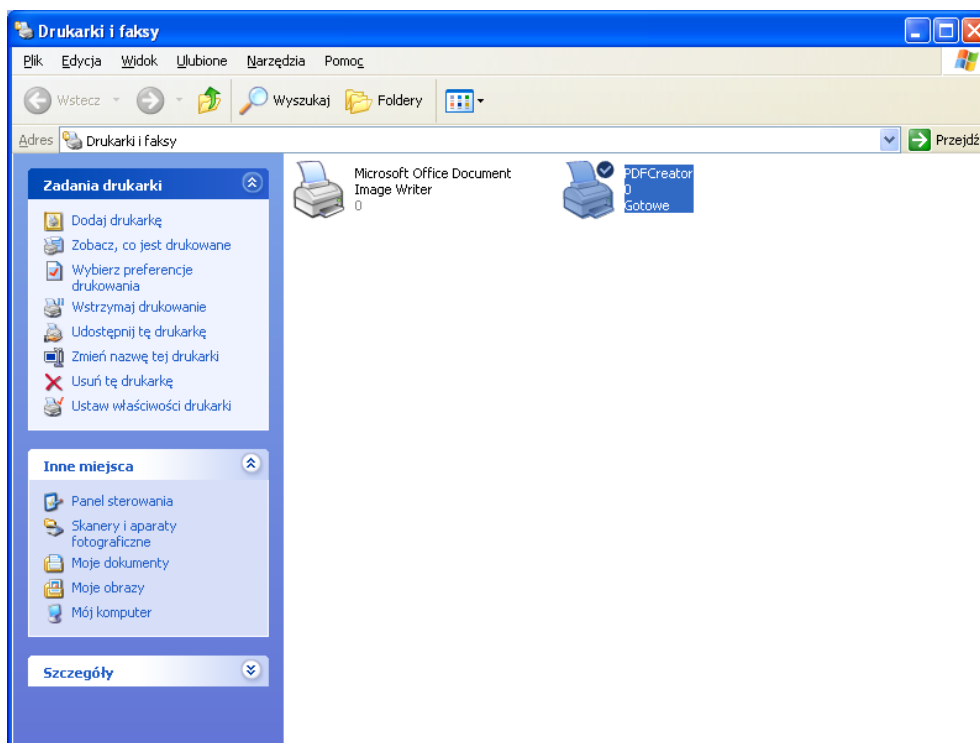 Drukarki i faksy
Plik Edycja Widok Ulubione Narzędzia Pomoc
Wstecz Wyszukaj Foldery
Adres Drukarki i faksy Przejdź
Zadania drukarki
Dodaj drukarkę
Zobacz, co jest drukowane
Wybierz preferencje
drukowania
Wstrzymaj drukowanie
Udostępnij tę drukarkę
Zmień nazwę tej drukarki
Usuń tę drukarkę
Ustaw właściwości drukarki
Inne miejsca
Panel sterowania
Skanery i aparaty
fotograficzne
Moje dokumenty
Moje obrazy
Mój komputer
Szczegóły
Microsoft Office Document
Image Writer
0
PDFCreator
0
Gotowe